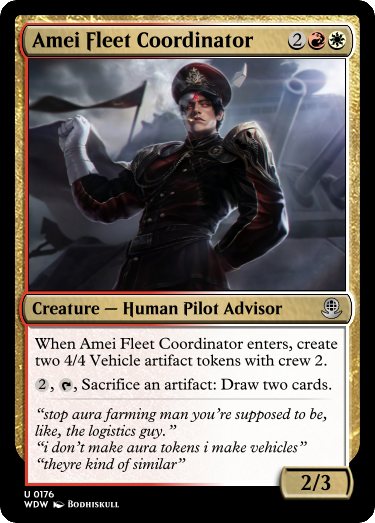 Amei Fleet Coordinator 2
Creature — Human Pilot Advisor
When Amei Fleet Coordinator enters, create
two 4/4 Vehicle artifact tokens with crew 2.
2, , Sacrifice an artifact: Draw two cards.
“stop aura farming man you’re supposed to be,
like, the logistics guy. ”
“i don’t make aura tokens i make vehicles”
“theyre kind of similar”
2/3
U 0176
WDW Bodhiskull